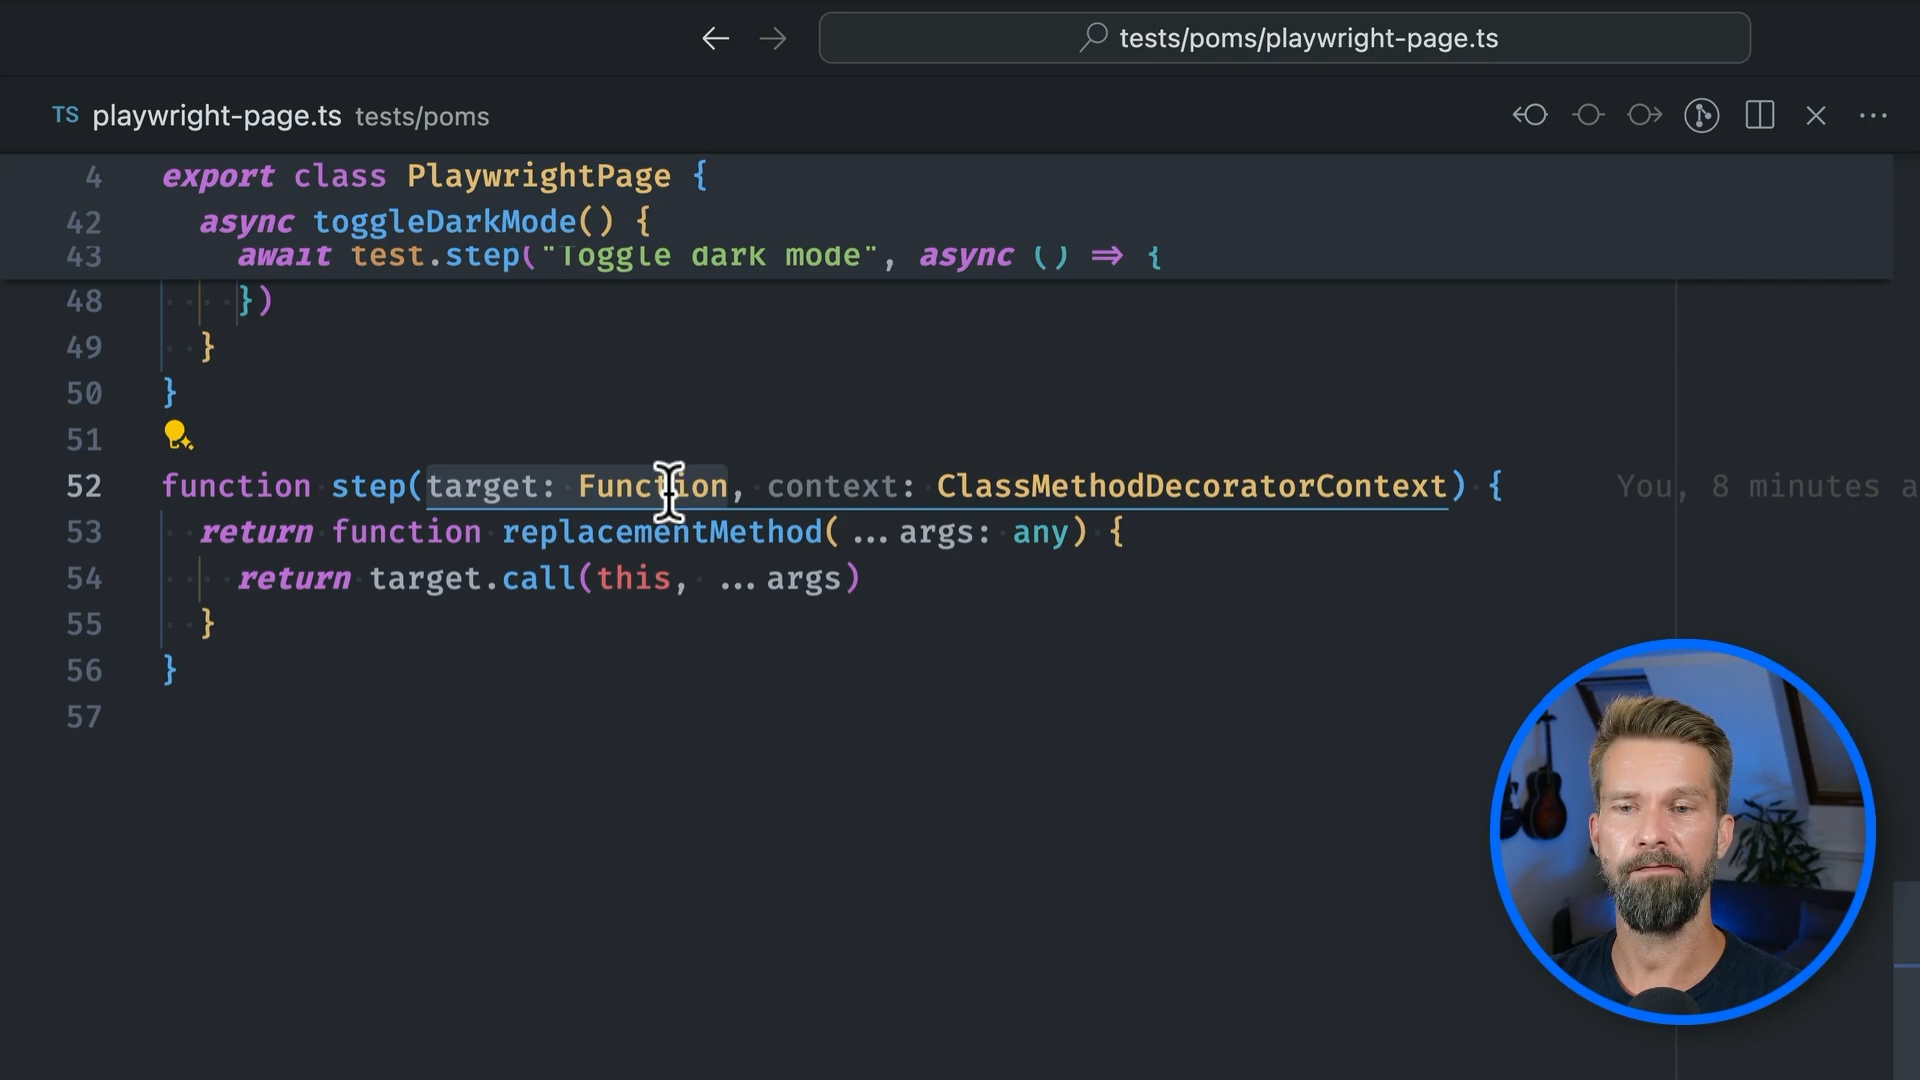 tests/poms/playwright-page.ts
TS playwright-page.ts tests/poms
4 export class PlaywrightPage {
42 async toggleDarkMode() {
43 await test.step("Toggle dark mode", async () => {
48 })
49 }
50 }
51
52 function step(target: Function, context: ClassMethodDecoratorContext) { You, 8 minutes a
53 return function replacementMethod(...args: any) {
54 return target.call(this, ...args)
55 }
56 }
57